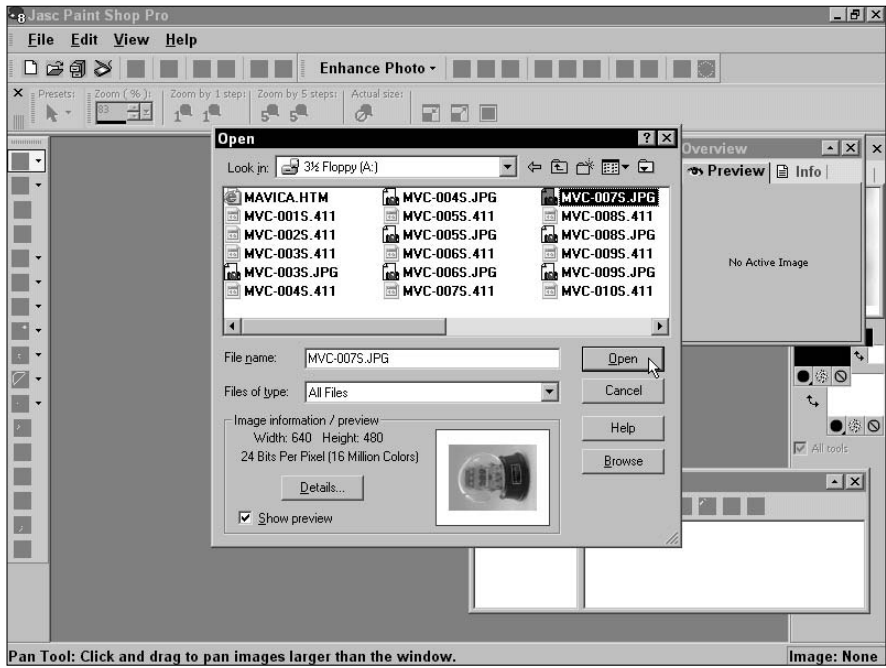 Jasc Paint Shop Pro
File Edit View Help
Enhance Photo
Presets: Zoom ( % ): Zoom by 1 step: Zoom by 5 steps: Actual size:
83
Open
Look in: 3½ Floppy (A:)
MAVICA.HTM MVC-004S.JPG MVC-007S.JPG
MVC-001S.411 MVC-005S.411 MVC-008S.411
MVC-002S.411 MVC-005S.JPG MVC-008S.JPG
MVC-003S.411 MVC-006S.411 MVC-009S.411
MVC-003S.JPG MVC-006S.JPG MVC-009S.JPG
MVC-004S.411 MVC-007S.411 MVC-010S.411
File name: MVC-007S.JPG Open
Files of type: All Files Cancel
Image information / preview
Width: 640 Height: 480
24 Bits Per Pixel (16 Million Colors)
Details...
Show preview
Help
Browse
Overview
Preview Info
No Active Image
All tools
Pan Tool: Click and drag to pan images larger than the window.
Image: None